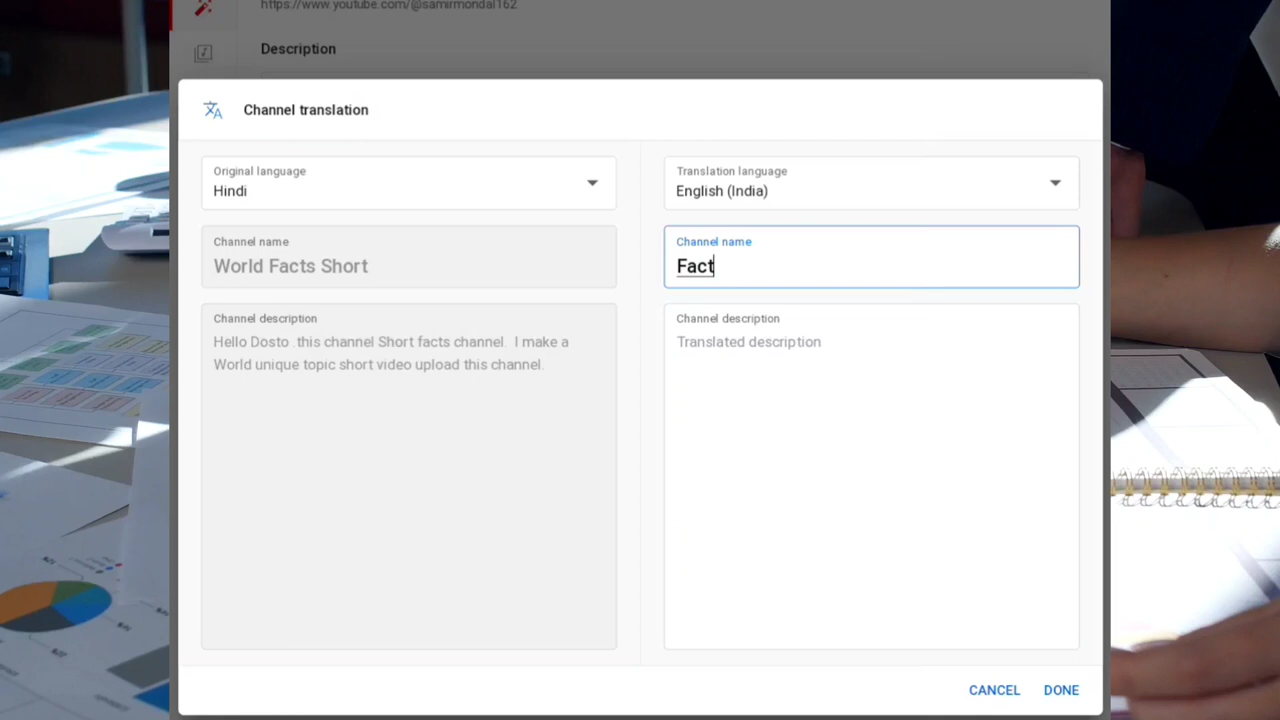 https://www.youtube.com/@samirmondal162
Description
Channel translation
Original language
Hindi
Translation language
English (India)
Channel name
World Facts Short
Channel name
Fact
Channel description
Hello Dosto .this channel Short facts channel. I make a
World unique topic short video upload this channel.
Channel description
Translated description
CANCEL
DONE